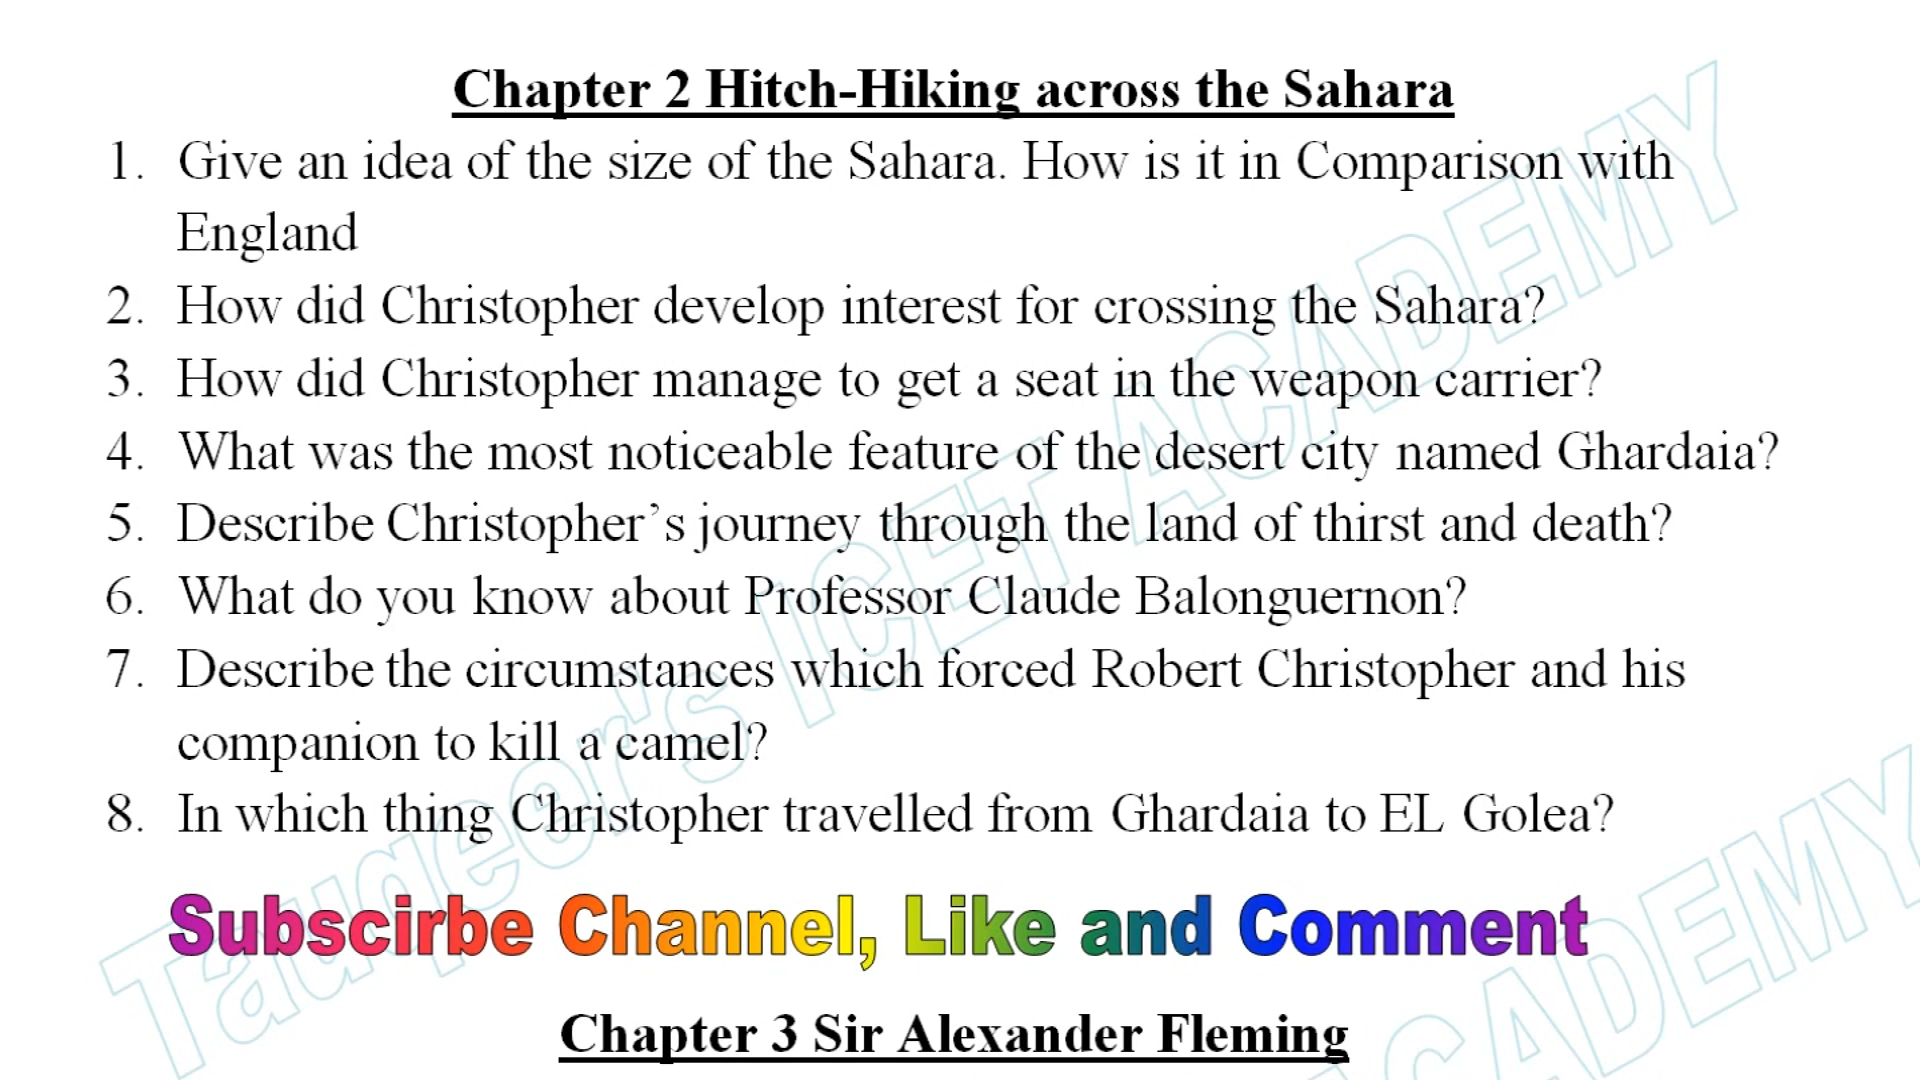 Chapter 2 Hitch-Hiking across the Sahara
1. Give an idea of the size of the Sahara. How is it in Comparison with
England
2. How did Christopher develop interest for crossing the Sahara?
3. How did Christopher manage to get a seat in the weapon carrier?
4. What was the most noticeable feature of the desert city named Ghardaia?
5. Describe Christopher’s journey through the land of thirst and death?
6. What do you know about Professor Claude Balonguernon?
7. Describe the circumstances which forced Robert Christopher and his
companion to kill a camel?
8. In which thing Christopher travelled from Ghardaia to EL Golea?
Subscirbe Channel, Like and Comment
Chapter 3 Sir Alexander Fleming
Tauqeer's ICET ACADEMY
ACADEMY